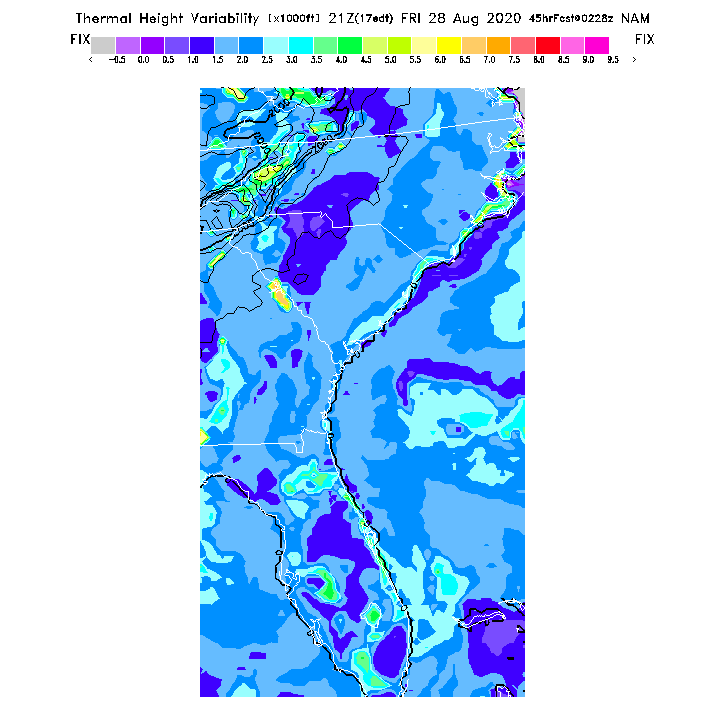 Thermal Height Variability [x1000ft] 21Z(17edt) FRI 28 Aug 2020 45hrFcst@0228z NAM
FIX FIX
< -0.5 0.0 0.5 1.0 1.5 2.0 2.5 3.0 3.5 4.0 4.5 5.0 5.5 6.0 6.5 7.0 7.5 8.0 8.5 9.0 9.5 >